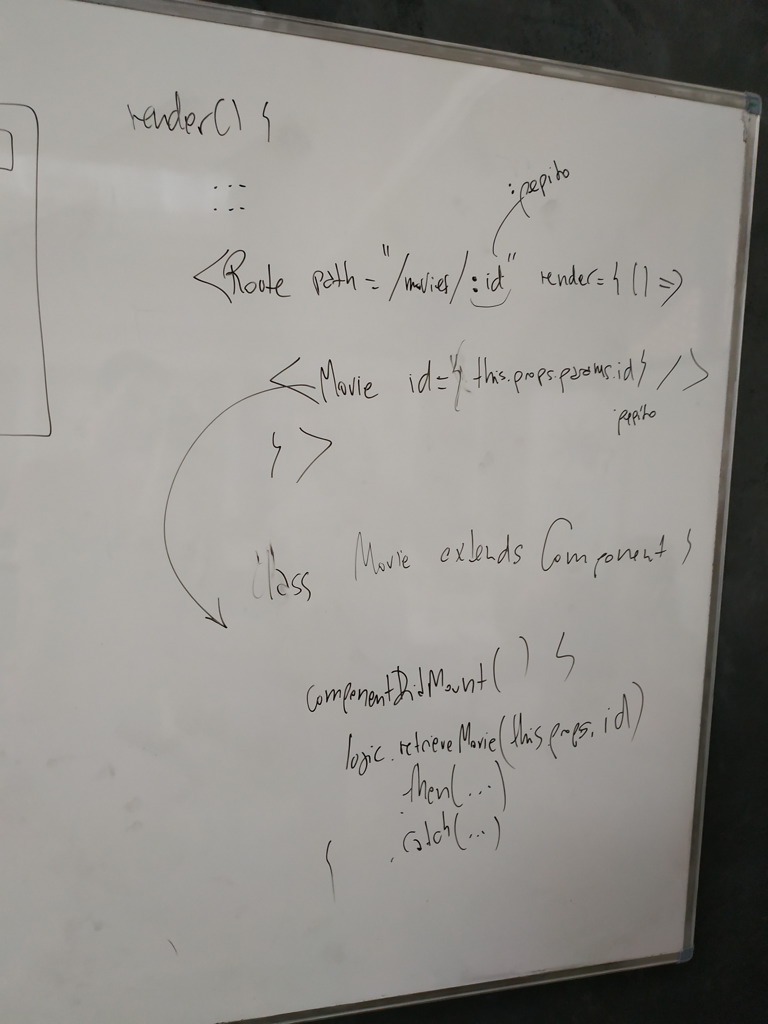 render() {
...
...
:pepito
<Route path="/movies/:id" render={() =>
<Movie id={this.props.params.id} />
pepito
} >
class Movie extends Component {
componentDidMount() {
logic.retrieveMovie(this.props.id)
.then(...)
.catch(...)
}